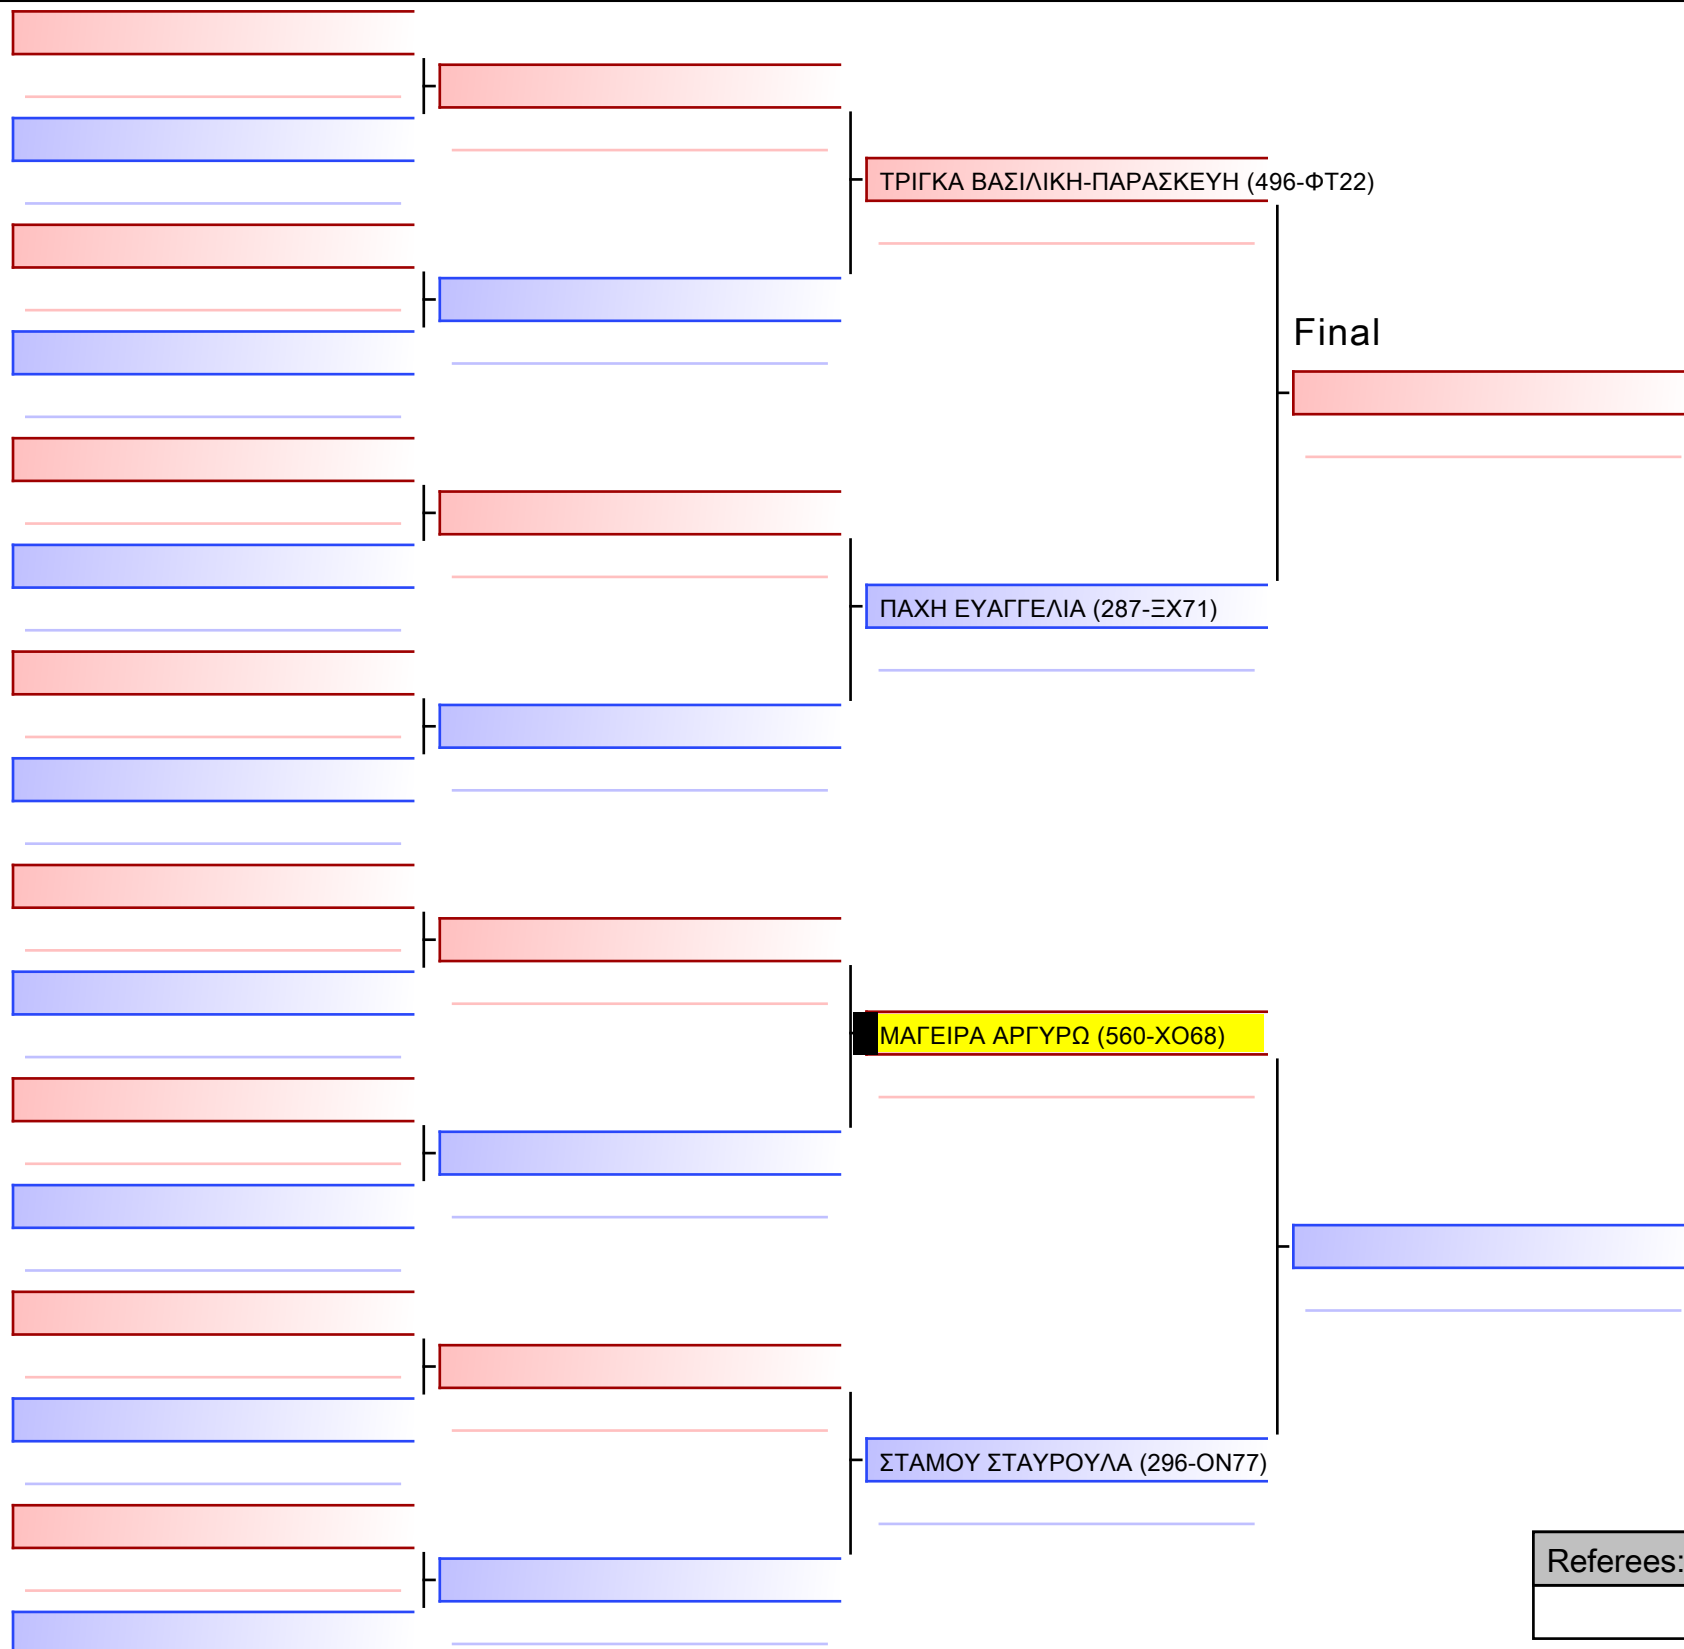 ΤΡΙΓΚΑ ΒΑΣΙΛΙΚΗ-ΠΑΡΑΣΚΕΥΗ (496-ΦΤ22)
Final
ΠΑΧΗ ΕΥΑΓΓΕΛΙΑ (287-ΞΧ71)
ΜΑΓΕΙΡΑ ΑΡΓΥΡΩ (560-ΧΟ68)
ΣΤΑΜΟΥ ΣΤΑΥΡΟΥΛΑ (296-ΟΝ77)
Referees: